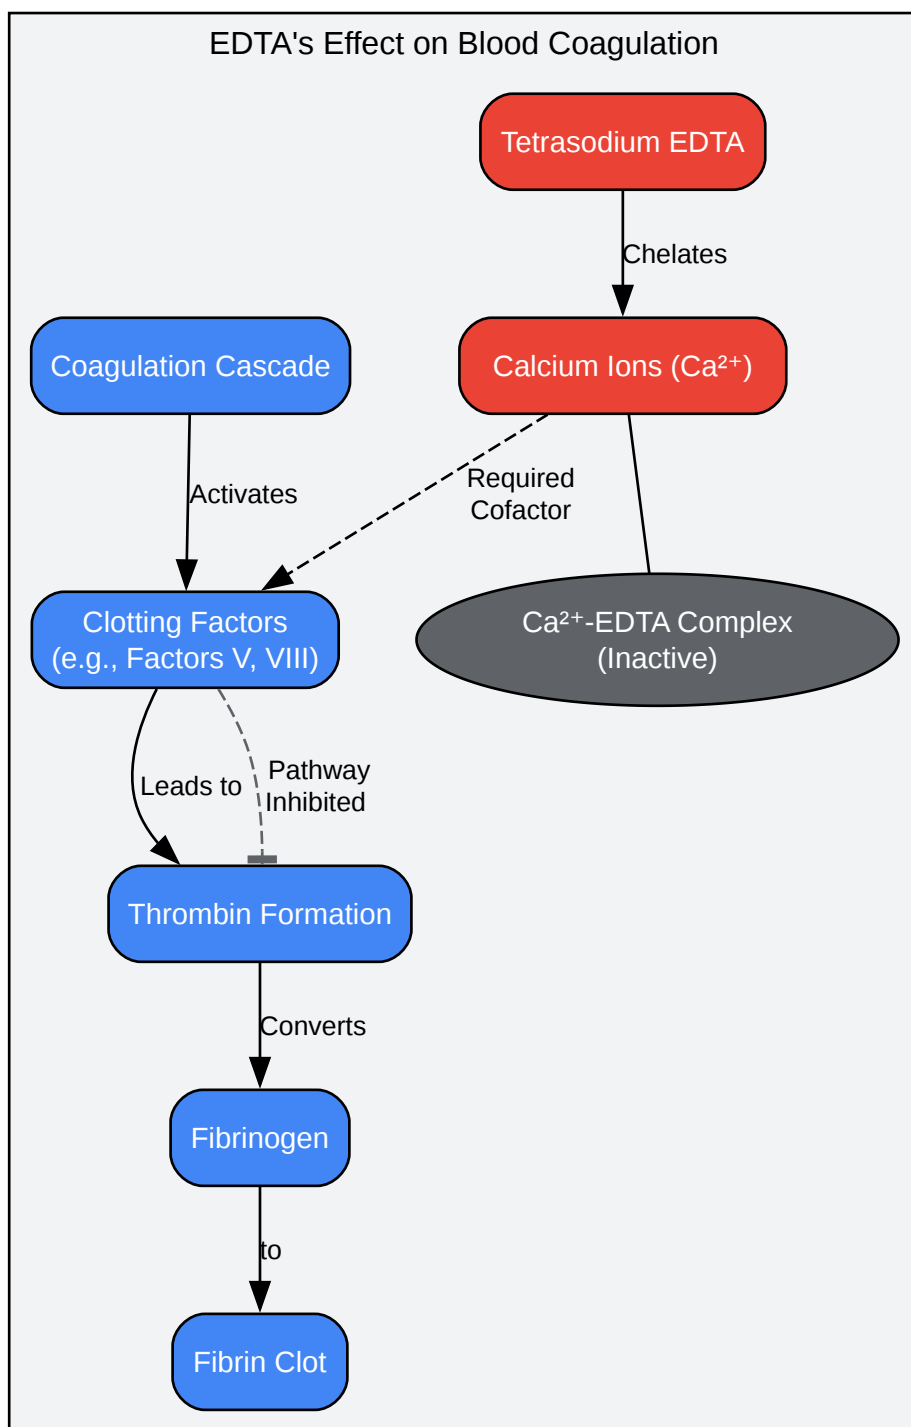 EDTA's Effect on Blood Coagulation
Tetrasodium EDTA
Chelates
Coagulation Cascade
Calcium Ions (Ca²⁺)
Activates
Required
Cofactor
Clotting Factors
(e.g., Factors V, VIII)
Ca²⁺-EDTA Complex
(Inactive)
Leads to
Pathway
Inhibited
Thrombin Formation
Converts
Fibrinogen
to
Fibrin Clot